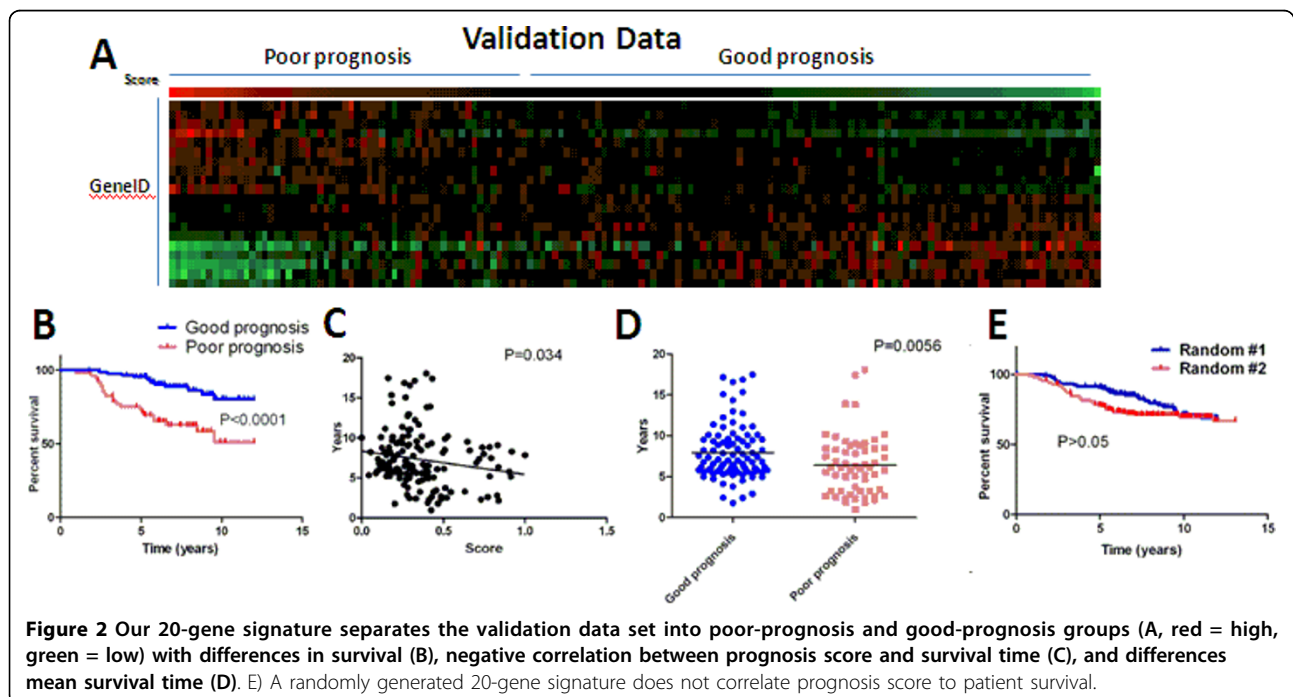 A
Validation Data
Poor prognosis
Good prognosis
Score
GeneID
B
Good prognosis
Poor prognosis
100
50
0
P<0.0001
Percent survival
0 5 10 15
Time (years)
C
P=0.034
20
15
10
5
0
Years
0.0 0.5 1.0 1.5
Score
D
P=0.0056
20
15
10
5
0
Years
Good prognosis
Poor prognosis
E
Random #1
Random #2
100
50
0
P>0.05
Percent survival
0 5 10 15
Time (years)
Figure 2 Our 20-gene signature separates the validation data set into poor-prognosis and good-prognosis groups (A, red = high,
green = low) with differences in survival (B), negative correlation between prognosis score and survival time (C), and differences
mean survival time (D). E) A randomly generated 20-gene signature does not correlate prognosis score to patient survival.